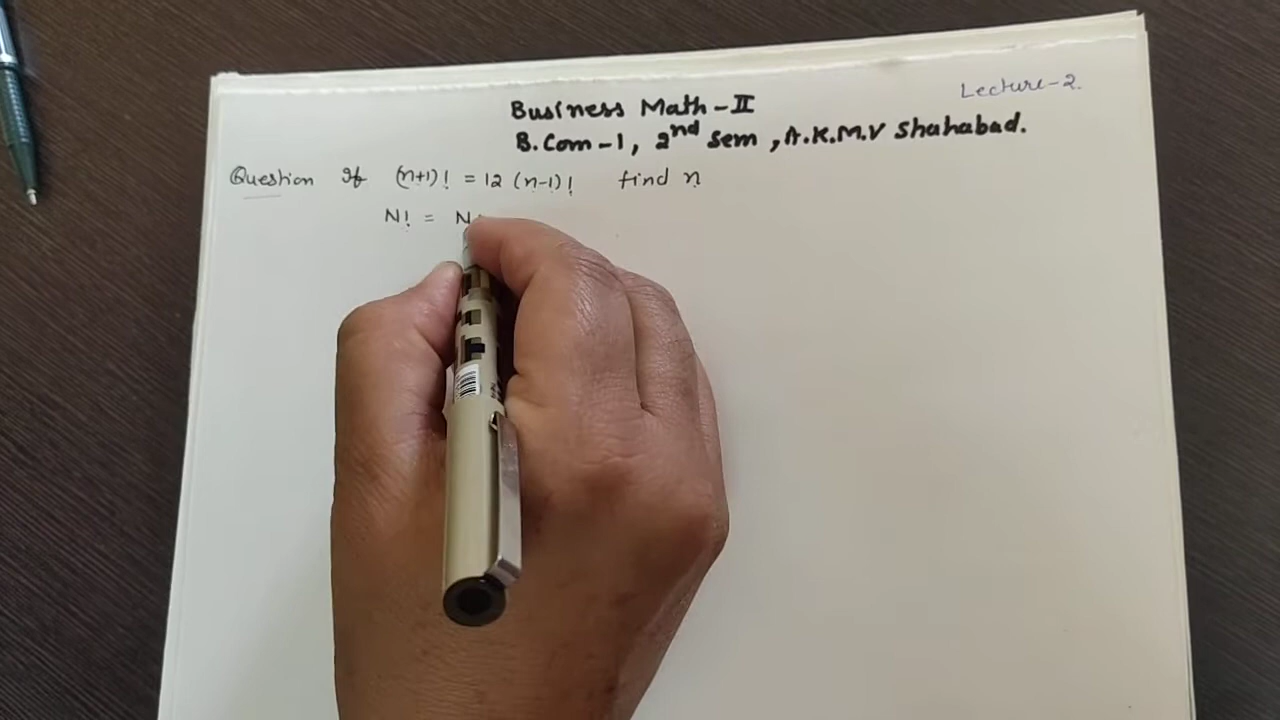 Lecture-2.
Business Math-II
B.Com-1, 2nd Sem, A.K.M.V Shahabad.
Question If (n+1)! = 12 (n-1)! find n
N! = N